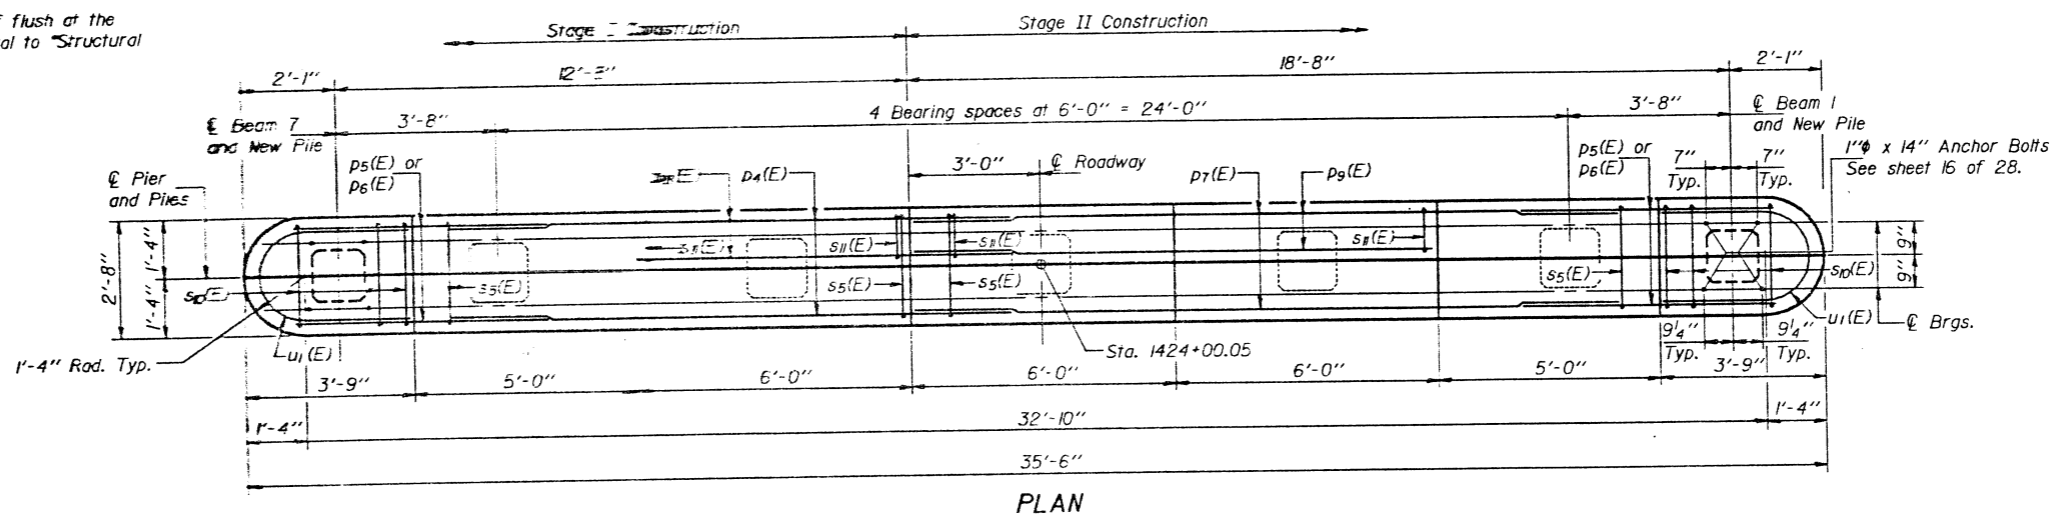 flush at the
al to "Structural
Stage
Stage II Construction
2'-1"
12'-8"
18'-8"
2'-1"
℄ Beam 7
and New Pile
3'-8"
4 Bearing spaces at 6'-0" = 24'-0"
3'-8"
℄ Beam 1
and New Pile
1"ϕ x 14" Anchor Bolts
See sheet 16 of 28.
℄ Pier
and Piles
p5(E) or
p6(E)
p4(E)
3'-0"
℄ Roadway
p7(E)
p9(E)
p5(E) or
p6(E)
7"
Typ.
7"
Typ.
2'-8"
1'-4"
1'-4"
s10(E)
s5(E)
s11(E)
s11(E)
s11(E)
s11(E)
s5(E)
s5(E)
s5(E)
s10(E)
9"
9"
u1(E)
u1(E)
℄ Brgs.
1'-4" Rad. Typ.
Sta. 1424+00.05
9¼"
Typ.
9¼"
Typ.
3'-9"
5'-0"
6'-0"
6'-0"
6'-0"
5'-0"
3'-9"
1'-4"
32'-10"
1'-4"
35'-6"
PLAN